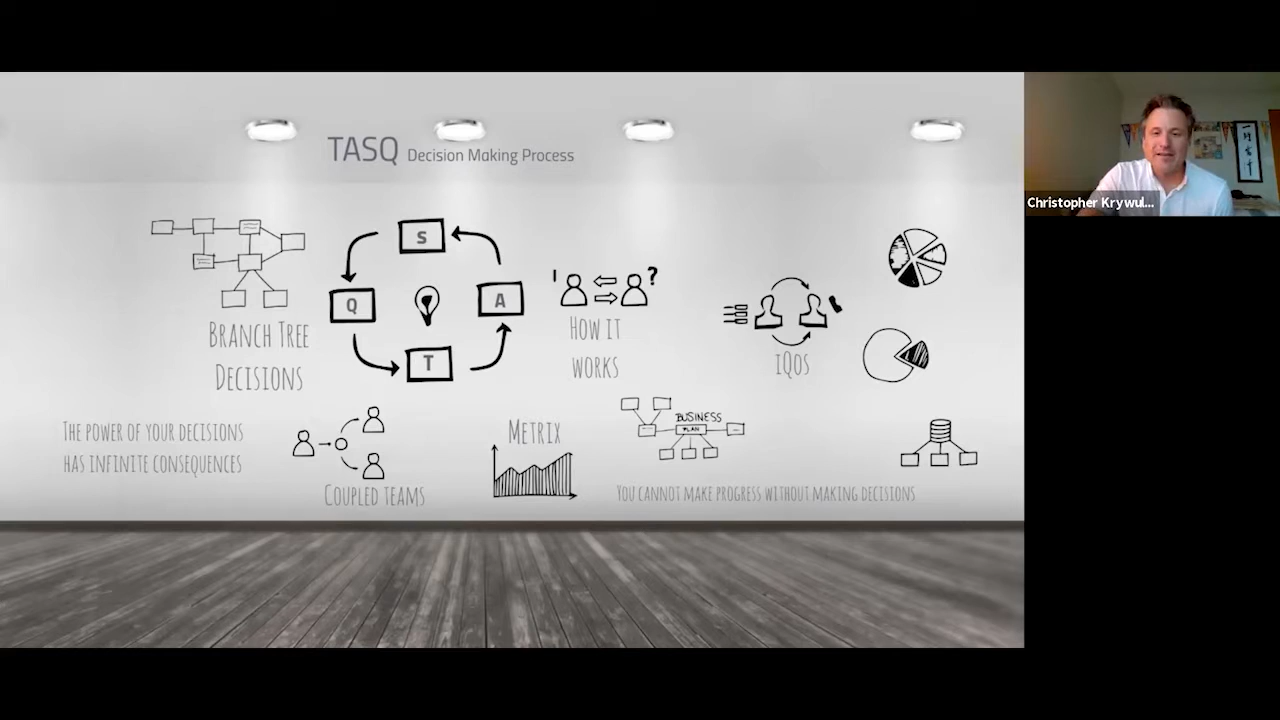 TASQ Decision Making Process
Christopher Krywul...
S
Q
A
T
BRANCH TREE
DECISIONS
HOW IT
WORKS
iQos
THE POWER OF YOUR DECISIONS
HAS INFINITE CONSEQUENCES
COUPLED TEAMS
METRIX
BUSINESS
PLAN
YOU CANNOT MAKE PROGRESS WITHOUT MAKING DECISIONS